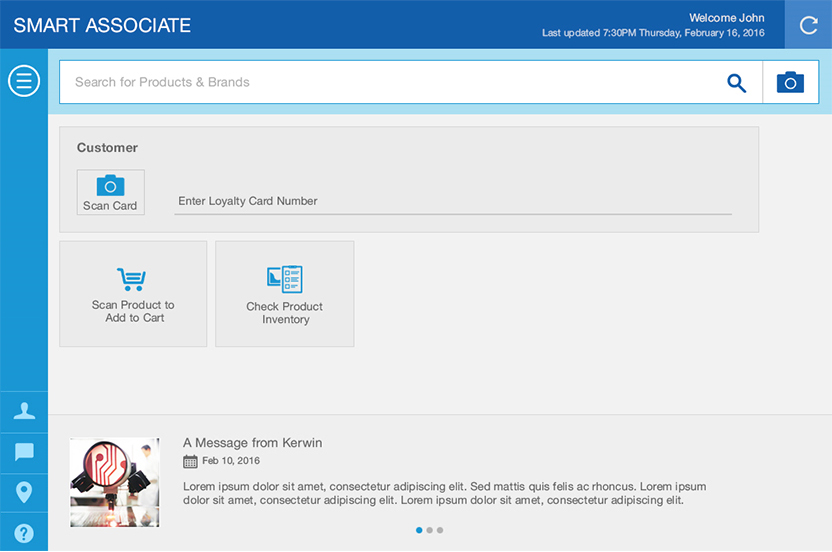 SMART ASSOCIATE
Welcome John
Last updated 7:30PM Thursday, February 16, 2016
Search for Products & Brands
Customer
Scan Card
Enter Loyalty Card Number
Scan Product to
Add to Cart
Check Product
Inventory
A Message from Kerwin
Feb 10, 2016
Lorem ipsum dolor sit amet, consectetur adipiscing elit. Sed mattis quis felis ac rhoncus. Lorem ipsum
dolor sit amet, consectetur adipiscing elit. Lorem ipsum dolor sit amet, consectetur adipiscing elit.
?